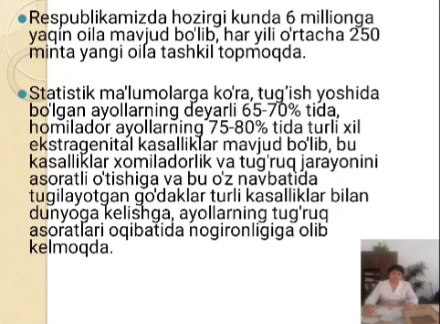 Respublikamizda hozirgi kunda 6 millionga
yaqin oila mavjud bo'lib, har yili o'rtacha 250
minta yangi oila tashkil topmoqda.
Statistik ma'lumolarga ko'ra, tug'ish yoshida
bo'lgan ayollarning deyarli 65-70% tida,
homilador ayollarning 75-80% tida turli xil
ekstragenital kasalliklar mavjud bo'lib, bu
kasalliklar xomiladorlik va tug'ruq jarayonini
asoratli o'tishiga va bu o'z navbatida
tugilayotgan go'daklar turli kasalliklar bilan
dunyoga kelishga, ayollarning tug'ruq
asoratlari oqibatida nogironligiga olib
kelmoqda.